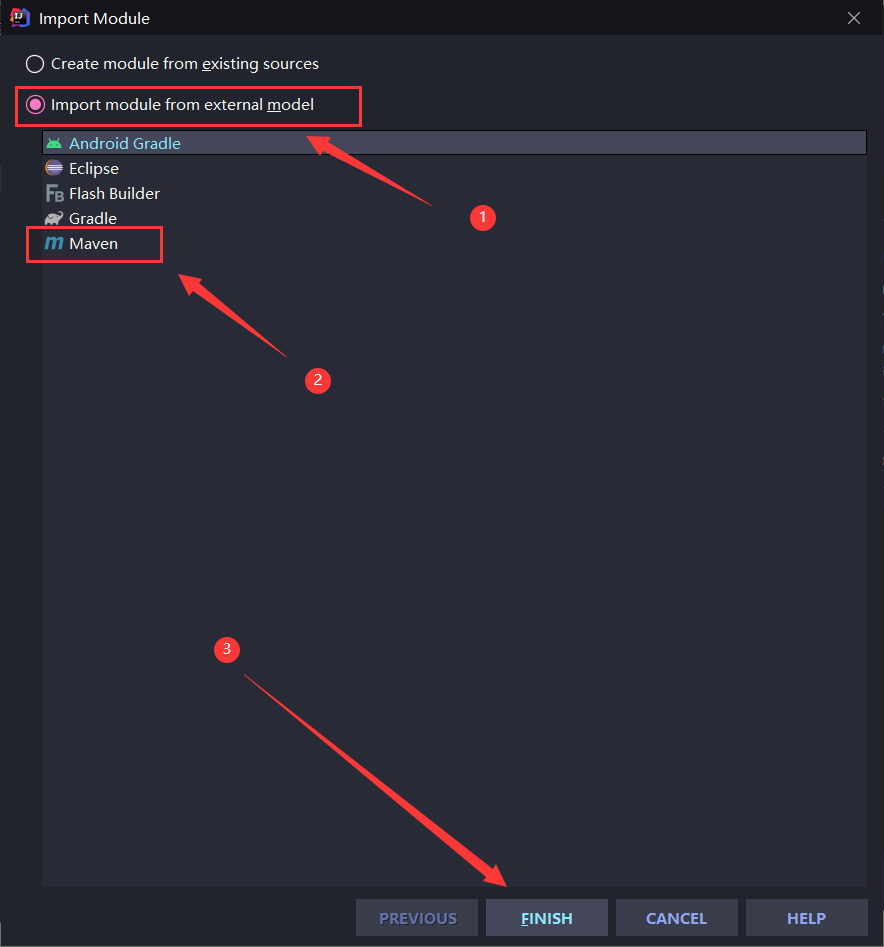 Import Module
Create module from existing sources
Import module from external model
Android Gradle
1
Eclipse
Flash Builder
Gradle
Maven
2
3
PREVIOUS FINISH CANCEL HELP